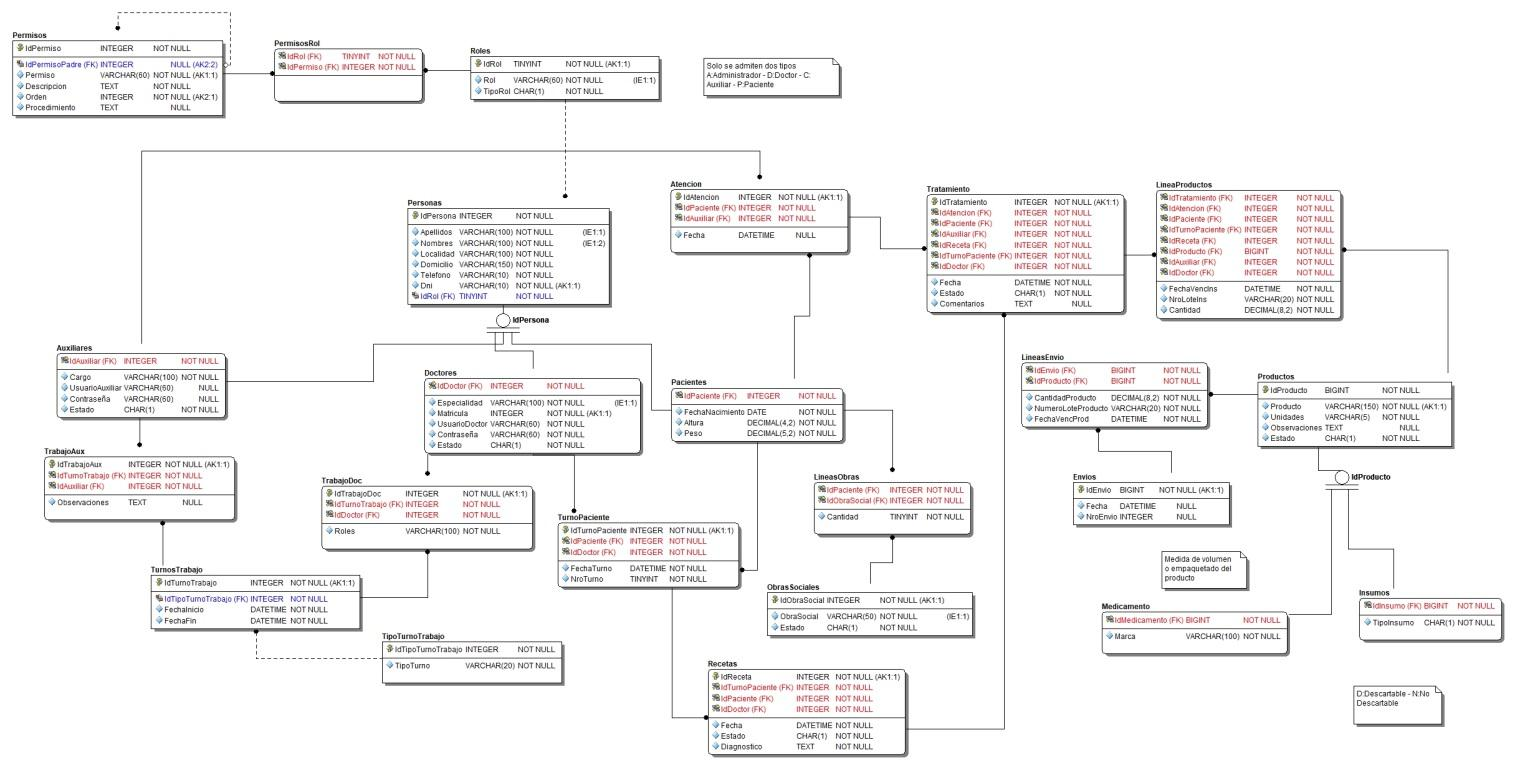 Permisos
IdPermiso INTEGER NOT NULL
IdPermisoPadre (FK) INTEGER NULL (AK2:2)
Permiso VARCHAR(60) NOT NULL (AK1:1)
Descripcion TEXT NOT NULL
Orden INTEGER NOT NULL (AK2:1)
Procedimiento TEXT NULL
PermisosRol
IdRol (FK) TINYINT NOT NULL
IdPermiso (FK) INTEGER NOT NULL
Roles
IdRol TINYINT NOT NULL (AK1:1)
Rol VARCHAR(60) NOT NULL (IE1:1)
TipoRol CHAR(1) NOT NULL
Solo se admiten dos tipos
A:Administrador - D:Doctor - C:
Auxiliar - P:Paciente
Personas
IdPersona INTEGER NOT NULL
Apellidos VARCHAR(100) NOT NULL (IE1:1)
Nombres VARCHAR(100) NOT NULL (IE1:2)
Localidad VARCHAR(100) NOT NULL
Domicilio VARCHAR(150) NOT NULL
Telefono VARCHAR(10) NOT NULL
Dni VARCHAR(10) NOT NULL (AK1:1)
IdRol (FK) TINYINT NOT NULL
IdPersona
Atencion
IdAtencion INTEGER NOT NULL (AK1:1)
IdPaciente (FK) INTEGER NOT NULL
IdAuxiliar (FK) INTEGER NOT NULL
Fecha DATETIME NULL
Tratamiento
IdTratamiento INTEGER NOT NULL (AK1:1)
IdAtencion (FK) INTEGER NOT NULL
IdPaciente (FK) INTEGER NOT NULL
IdAuxiliar (FK) INTEGER NOT NULL
IdReceta (FK) INTEGER NOT NULL
IdTurnoPaciente (FK) INTEGER NOT NULL
IdDoctor (FK) INTEGER NOT NULL
Fecha DATETIME NOT NULL
Estado CHAR(1) NOT NULL
Comentarios TEXT NULL
LineaProductos
IdTratamiento (FK) INTEGER NOT NULL
IdAtencion (FK) INTEGER NOT NULL
IdPaciente (FK) INTEGER NOT NULL
IdTurnoPaciente (FK) INTEGER NOT NULL
IdReceta (FK) INTEGER NOT NULL
IdProducto (FK) BIGINT NOT NULL
IdAuxiliar (FK) INTEGER NOT NULL
IdDoctor (FK) INTEGER NOT NULL
FechaVencIns DATETIME NOT NULL
NroLoteIns VARCHAR(20) NOT NULL
Cantidad DECIMAL(8,2) NOT NULL
Auxiliares
IdAuxiliar (FK) INTEGER NOT NULL
Cargo VARCHAR(100) NOT NULL
UsuarioAuxiliar VARCHAR(60) NULL
Contraseña VARCHAR(60) NULL
Estado CHAR(1) NOT NULL
Doctores
IdDoctor (FK) INTEGER NOT NULL
Especialidad VARCHAR(100) NOT NULL (IE1:1)
Matricula INTEGER NOT NULL (AK1:1)
UsuarioDoctor VARCHAR(60) NOT NULL
Contraseña VARCHAR(60) NOT NULL
Estado CHAR(1) NOT NULL
Pacientes
IdPaciente (FK) INTEGER NOT NULL
FechaNacimiento DATE NOT NULL
Altura DECIMAL(4,2) NOT NULL
Peso DECIMAL(5,2) NOT NULL
LineasEnvio
IdEnvio (FK) BIGINT NOT NULL
IdProducto (FK) BIGINT NOT NULL
CantidadProducto DECIMAL(8,2) NOT NULL
NumeroLoteProducto VARCHAR(20) NOT NULL
FechaVencProd DATETIME NOT NULL
Productos
IdProducto BIGINT NOT NULL
Producto VARCHAR(150) NOT NULL (AK1:1)
Unidades VARCHAR(5) NOT NULL
Observaciones TEXT NULL
Estado CHAR(1) NOT NULL
IdProducto
TrabajoAux
IdTrabajoAux INTEGER NOT NULL (AK1:1)
IdTurnoTrabajo (FK) INTEGER NOT NULL
IdAuxiliar (FK) INTEGER NOT NULL
Observaciones TEXT NULL
TrabajoDoc
IdTrabajoDoc INTEGER NOT NULL (AK1:1)
IdTurnoTrabajo (FK) INTEGER NOT NULL
IdDoctor (FK) INTEGER NOT NULL
Roles VARCHAR(100) NOT NULL
TurnoPaciente
IdTurnoPaciente INTEGER NOT NULL (AK1:1)
IdPaciente (FK) INTEGER NOT NULL
IdDoctor (FK) INTEGER NOT NULL
FechaTurno DATETIME NOT NULL
NroTurno TINYINT NOT NULL
LineasObras
IdPaciente (FK) INTEGER NOT NULL
IdObraSocial (FK) INTEGER NOT NULL
Cantidad TINYINT NOT NULL
Envios
IdEnvio BIGINT NOT NULL (AK1:1)
Fecha DATETIME NULL
NroEnvio INTEGER NULL
Medida de volumen
o empaquetado del
producto
TurnosTrabajo
IdTurnoTrabajo INTEGER NOT NULL (AK1:1)
IdTipoTurnoTrabajo (FK) INTEGER NOT NULL
FechaInicio DATETIME NOT NULL
FechaFin DATETIME NOT NULL
ObrasSociales
IdObraSocial INTEGER NOT NULL (AK1:1)
ObraSocial VARCHAR(50) NOT NULL (IE1:1)
Estado CHAR(1) NOT NULL
Medicamento
IdMedicamento (FK) BIGINT NOT NULL
Marca VARCHAR(100) NOT NULL
Insumos
IdInsumo (FK) BIGINT NOT NULL
TipoInsumo CHAR(1) NOT NULL
TipoTurnoTrabajo
IdTipoTurnoTrabajo INTEGER NOT NULL
TipoTurno VARCHAR(20) NOT NULL
Recetas
IdReceta INTEGER NOT NULL (AK1:1)
IdTurnoPaciente (FK) INTEGER NOT NULL
IdPaciente (FK) INTEGER NOT NULL
IdDoctor (FK) INTEGER NOT NULL
Fecha DATETIME NOT NULL
Estado CHAR(1) NOT NULL
Diagnostico TEXT NOT NULL
D:Descartable - N:No
Descartable